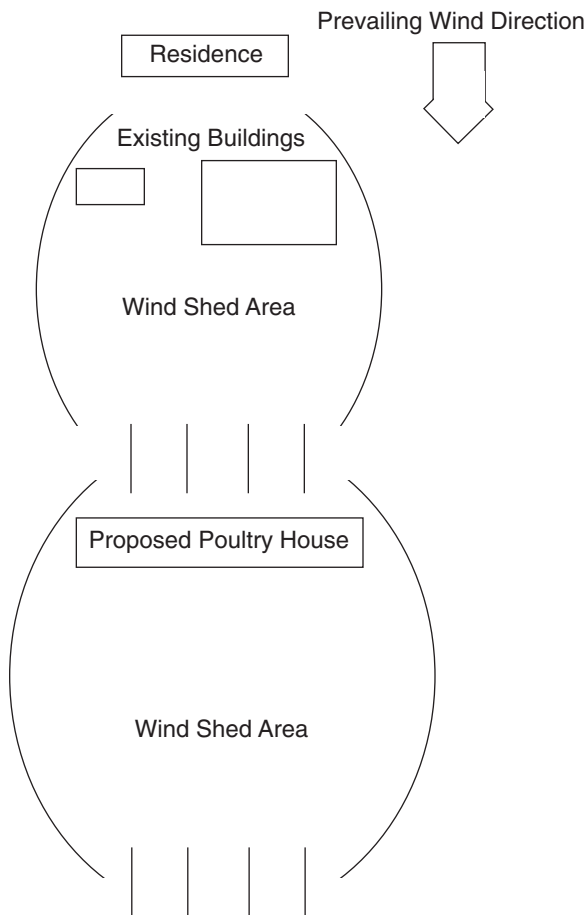 Prevailing Wind Direction
Residence
Existing Buildings
Wind Shed Area
Proposed Poultry House
Wind Shed Area